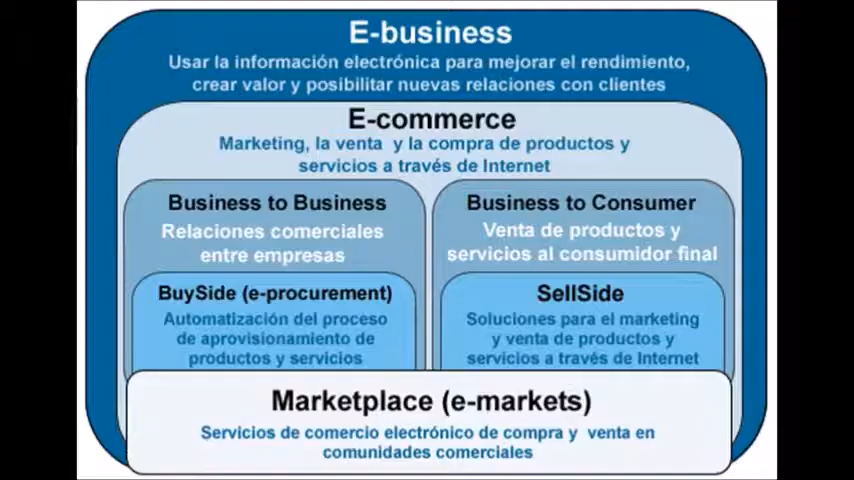 E-business
Usar la información electrónica para mejorar el rendimiento,
crear valor y posibilitar nuevas relaciones con clientes
E-commerce
Marketing, la venta y la compra de productos y
servicios a través de Internet
Business to Business
Relaciones comerciales
entre empresas
Business to Consumer
Venta de productos y
servicios al consumidor final
BuySide (e-procurement)
Automatización del proceso
de aprovisionamiento de
productos y servicios
SellSide
Soluciones para el marketing
y venta de productos y
servicios a través de Internet
Marketplace (e-markets)
Servicios de comercio electrónico de compra y venta en
comunidades comerciales